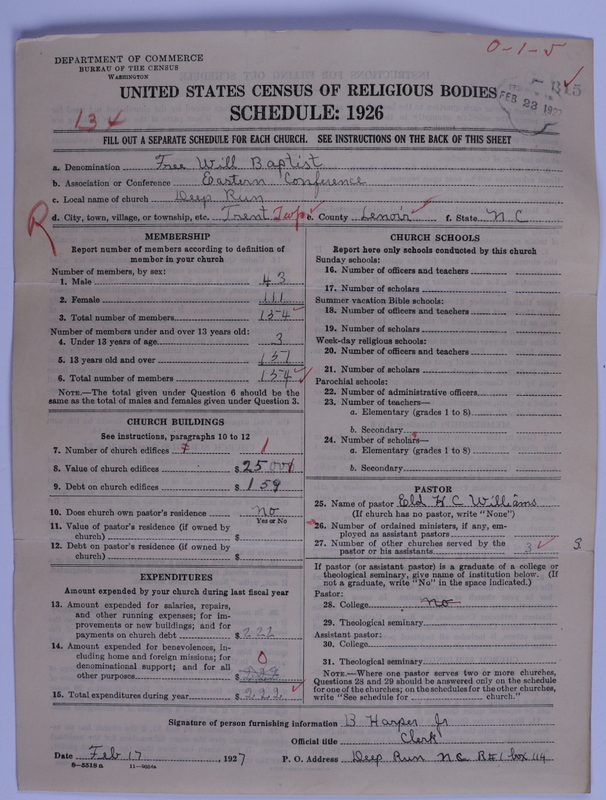 0-1-5
DEPARTMENT OF COMMERCE
BUREAU OF THE CENSUS
WASHINGTON
B15
FEB 23 192
UNITED STATES CENSUS OF RELIGIOUS BODIES
134
SCHEDULE: 1926
FILL OUT A SEPARATE SCHEDULE FOR EACH CHURCH. SEE INSTRUCTIONS ON THE BACK OF THIS SHEET
a. Denomination Free Will Baptist
b. Association or Conference Eastern Conference
c. Local name of church Deep Run
d. City, town, village, or township, etc. Trent Twp e. County Lenoir f. State N C
R
MEMBERSHIP
Report number of members according to definition of
member in your church
Number of members, by sex:
1. Male 43
2. Female 111
3. Total number of members 154
Number of members under and over 13 years old:
4. Under 13 years of age 3
5. 13 years old and over 151
6. Total number of members 154
NOTE.—The total given under Question 6 should be
same as the total of males and females given under Question 3.
CHURCH BUILDINGS
See instructions, paragraphs 10 to 12
7. Number of church edifices 1
8. Value of church edifices $ 2500
9. Debt on church edifices $ 159
10. Does church own pastor's residence no
Yes or No
11. Value of pastor's residence (if owned by
church) $
12. Debt on pastor's residence (if owned by
church) $
EXPENDITURES
Amount expended by your church during last fiscal year
13. Amount expended for salaries, repairs,
and other running expenses; for im-
provements or new buildings; and for
payments on church debt $ 222
14. Amount expended for benevolences, in-
cluding home and foreign missions; for
denominational support; and for all
other purposes $ 0
15. Total expenditures during year $ 222
CHURCH SCHOOLS
Report here only schools conducted by this church
Sunday schools:
16. Number of officers and teachers
17. Number of scholars
Summer vacation Bible schools:
18. Number of officers and teachers
19. Number of scholars
Week-day religious schools:
20. Number of officers and teachers
21. Number of scholars
Parochial schools:
22. Number of administrative officers
23. Number of teachers—
a. Elementary (grades 1 to 8)
b. Secondary
24. Number of scholars—
a. Elementary (grades 1 to 8)
b. Secondary
PASTOR
25. Name of pastor Eld H C Williams
(If church has no pastor, write "None")
26. Number of ordained ministers, if any, em-
ployed as assistant pastors
27. Number of other churches served by the
pastor or his assistants 3 3.
If pastor (or assistant pastor) is a graduate of a college or
theological seminary, give name of institution below. (If
not a graduate, write "No" in the space indicated.)
Pastor:
28. College no
29. Theological seminary
Assistant pastor:
30. College
31. Theological seminary
NOTE.—Where one pastor serves two or more churches,
Questions 28 and 29 should be answered only on the schedule
for one of the churches; on the schedules for the other churches,
write "See schedule for church."
Signature of person furnishing information B Harper Jr
Official title Clerk
Date Feb 17, 1927 P. O. Address Deep Run N C R#1 box 114
8-5518 a